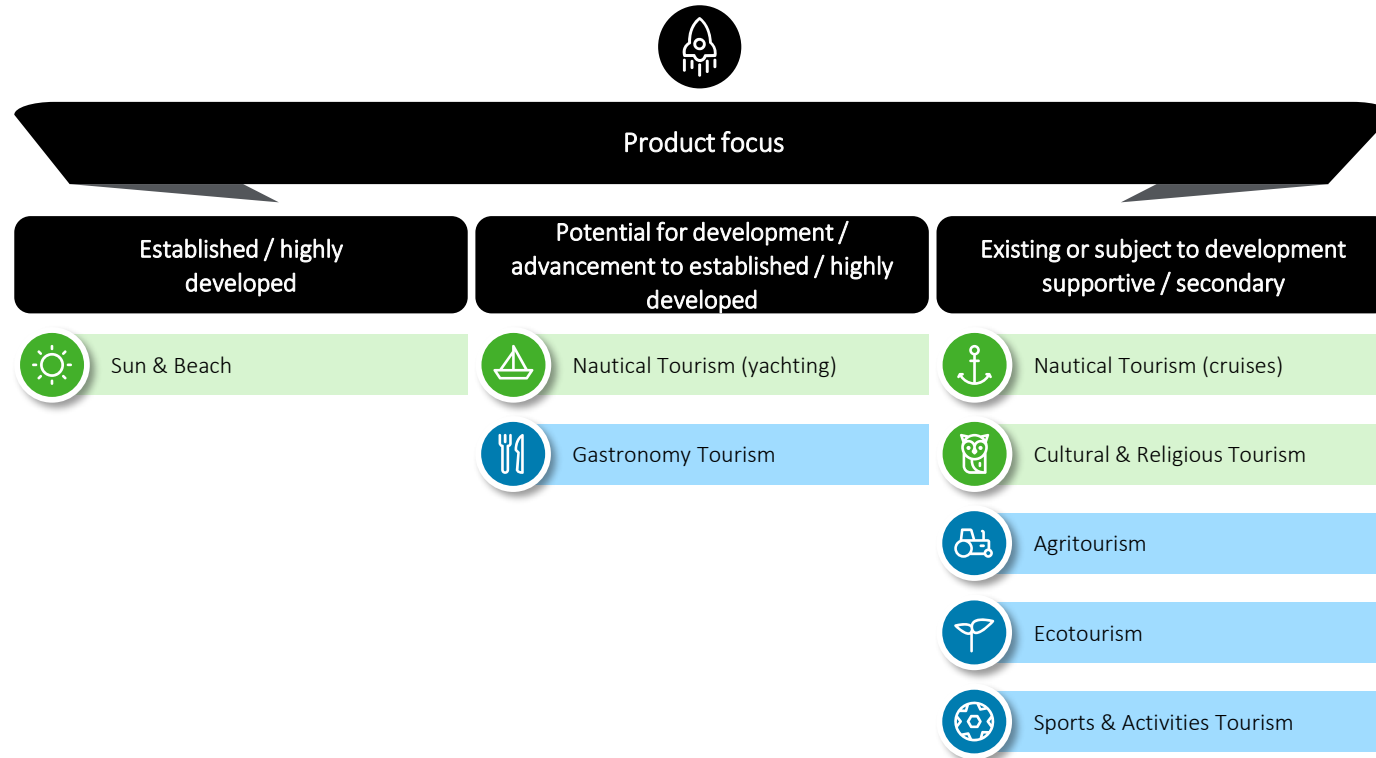 Product focus
Established / highly
developed
Potential for development /
advancement to established / highly
developed
Existing or subject to development
supportive / secondary
Sun & Beach
Nautical Tourism (yachting)
Gastronomy Tourism
Nautical Tourism (cruises)
Cultural & Religious Tourism
Agritourism
Ecotourism
Sports & Activities Tourism